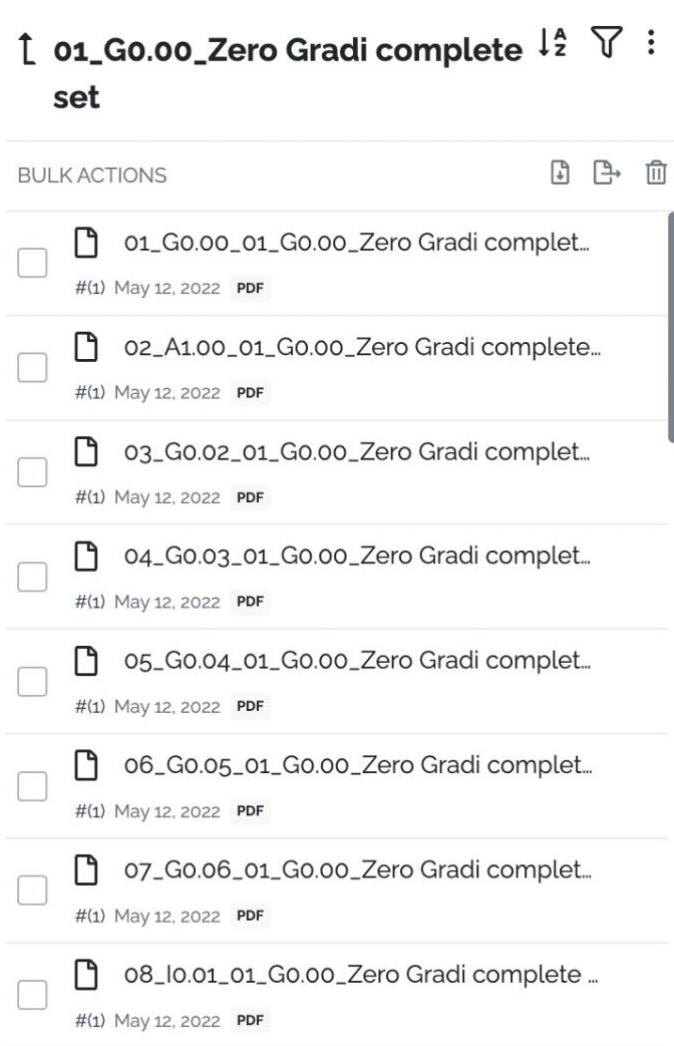 01_G0.00_Zero Gradi complete
set
BULK ACTIONS
01_G0.00_01_G0.00_Zero Gradi complet...
#(1) May 12, 2022 PDF
02_A1.00_01_G0.00_Zero Gradi complete...
#(1) May 12, 2022 PDF
03_G0.02_01_G0.00_Zero Gradi complet...
#(1) May 12, 2022 PDF
04_G0.03_01_G0.00_Zero Gradi complet...
#(1) May 12, 2022 PDF
05_G0.04_01_G0.00_Zero Gradi complet...
#(1) May 12, 2022 PDF
06_G0.05_01_G0.00_Zero Gradi complet...
#(1) May 12, 2022 PDF
07_G0.06_01_G0.00_Zero Gradi complet...
#(1) May 12, 2022 PDF
08_I0.01_01_G0.00_Zero Gradi complete ...
#(1) May 12, 2022 PDF